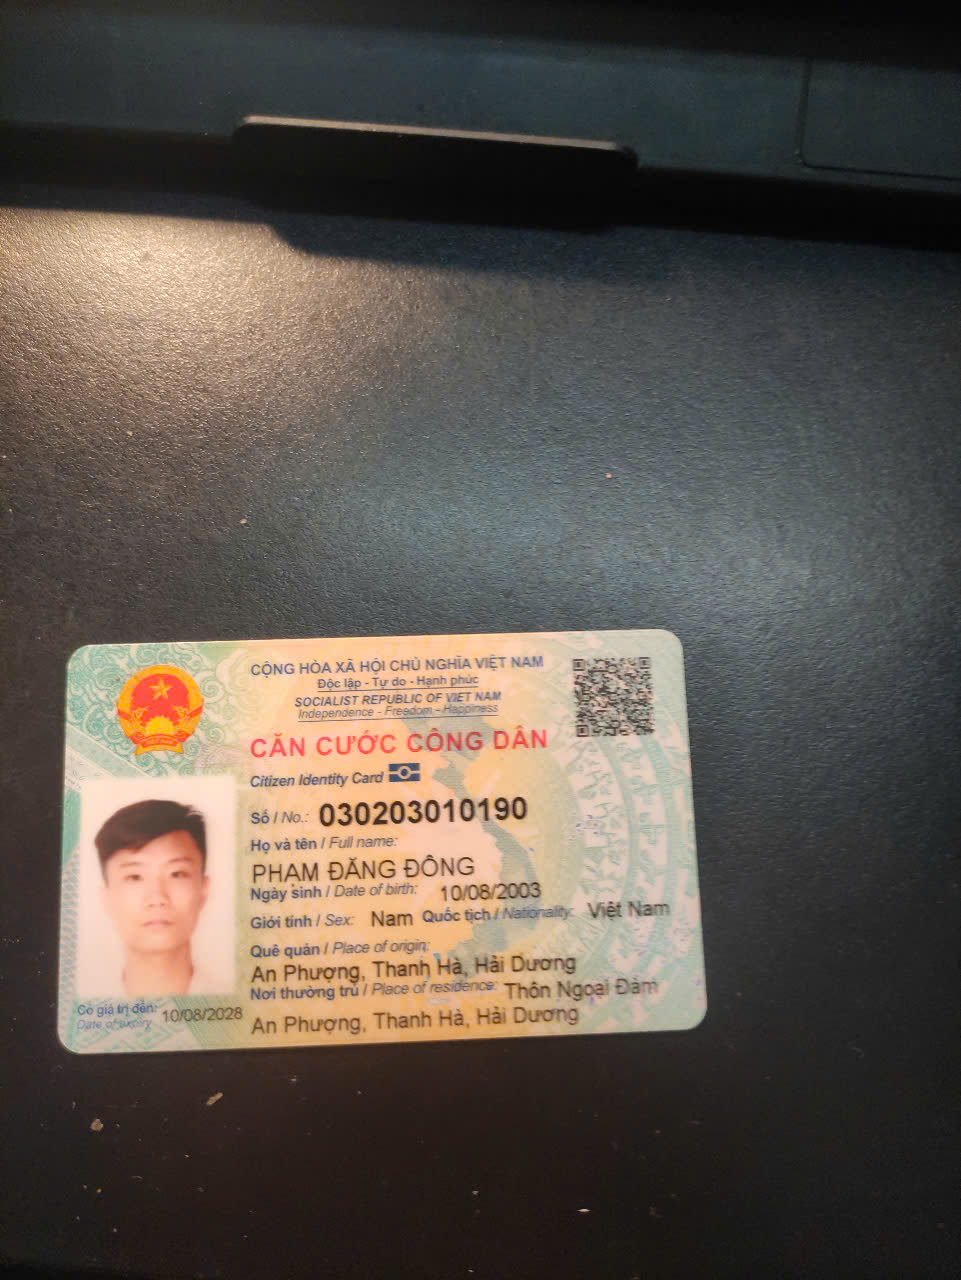 CỘNG HÒA XÃ HỘI CHỦ NGHĨA VIỆT NAM
Độc lập - Tự do - Hạnh phúc
SOCIALIST REPUBLIC OF VIET NAM
Independence - Freedom - Happiness
CĂN CƯỚC CÔNG DÂN
Citizen Identity Card
Số / No.: 030203010190
Họ và tên / Full name:
PHẠM ĐĂNG ĐÔNG
Ngày sinh / Date of birth: 10/08/2003
Giới tính / Sex: Nam Quốc tịch / Nationality: Việt Nam
Quê quán / Place of origin:
An Phượng, Thanh Hà, Hải Dương
Nơi thường trú / Place of residence: Thôn Ngoại Đàm
An Phượng, Thanh Hà, Hải Dương
Có giá trị đến: 10/08/2028
Date of expiry